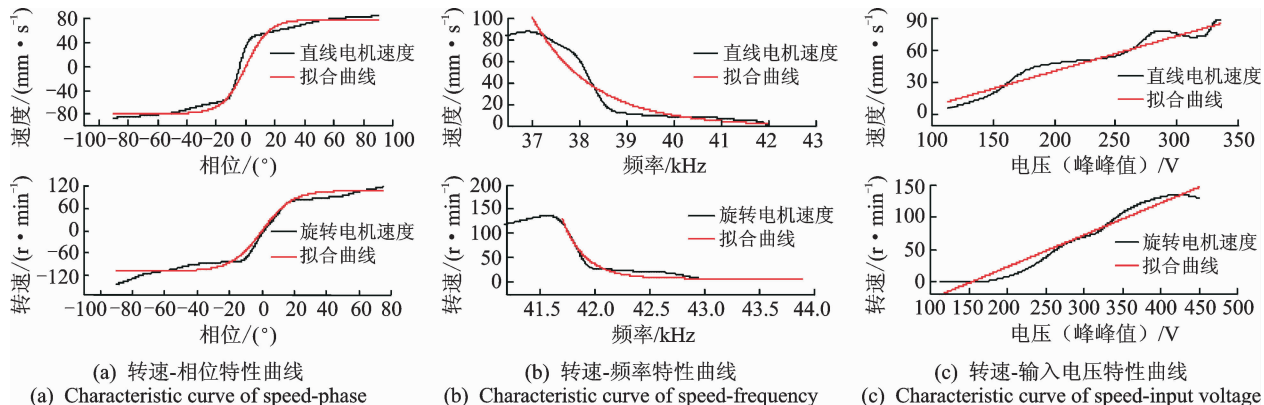 速度/(mm·s⁻¹)
80
40
0
−40
−80
直线电机速度
拟合曲线
−100 −80 −60 −40 −20 0 20 40 60 80 100
相位/(°)
转速/(r·min⁻¹)
120
60
0
−60
−120
旋转电机速度
拟合曲线
−100 −80 −60 −40 −20 0 20 40 60 80
相位/(°)
(a) 转速-相位特性曲线
(a) Characteristic curve of speed-phase
速度/(mm·s⁻¹)
100
80
60
40
20
0
直线电机速度
拟合曲线
37 38 39 40 41 42 43
频率/kHz
转速/(r·min⁻¹)
200
150
100
50
0
旋转电机速度
拟合曲线
41.5 42.0 42.5 43.0 43.5 44.0
频率/kHz
(b) 转速-频率特性曲线
(b) Characteristic curve of speed-frequency
速度/(mm·s⁻¹)
90
60
30
0
直线电机速度
拟合曲线
100 150 200 250 300 350
电压（峰峰值）/V
转速/(r·min⁻¹)
150
100
50
0
旋转电机速度
拟合曲线
100 150 200 250 300 350 400 450 500
电压（峰峰值）/V
(c) 转速-输入电压特性曲线
(c) Characteristic curve of speed-input voltage